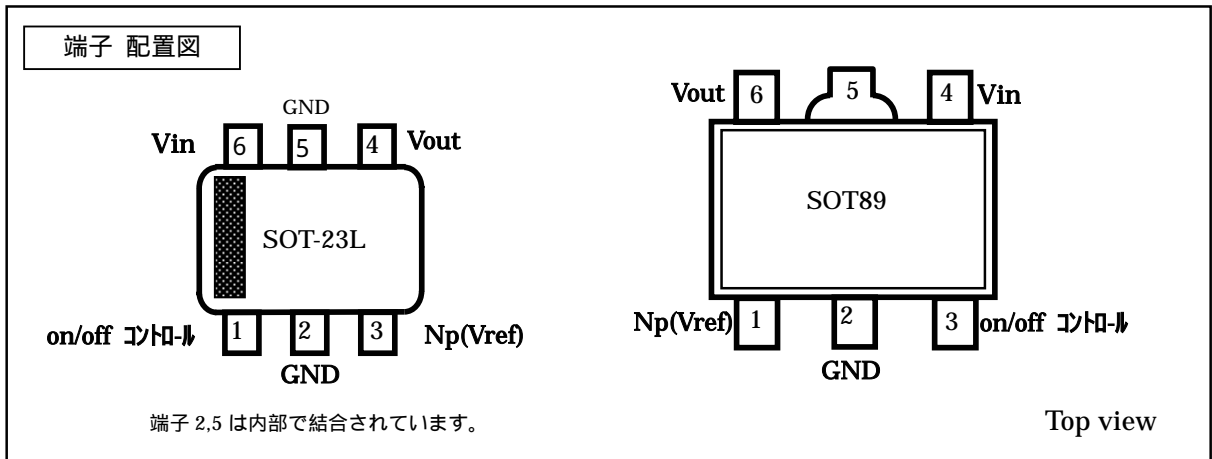 端子 配置図
GND
Vin 6 5 4 Vout
SOT-23L
on/off コントロール 1 2 3 Np(Vref)
GND
端子 2,5 は内部で結合されています。
Vout 6 5 4 Vin
SOT89
Np(Vref) 1 2 3 on/off コントロール
GND
Top view